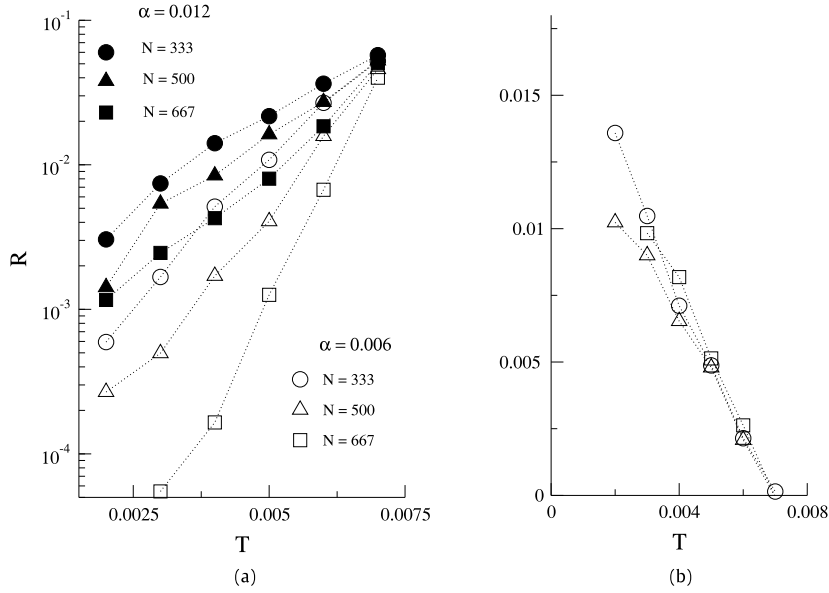 α = 0.012
N = 333
N = 500
N = 667
10⁻¹
10⁻²
10⁻³
10⁻⁴
R
α = 0.006
N = 333
N = 500
N = 667
0.0025
0.005
0.0075
T
(a)
0.015
0.01
0.005
0
0
0.004
0.008
T
(b)